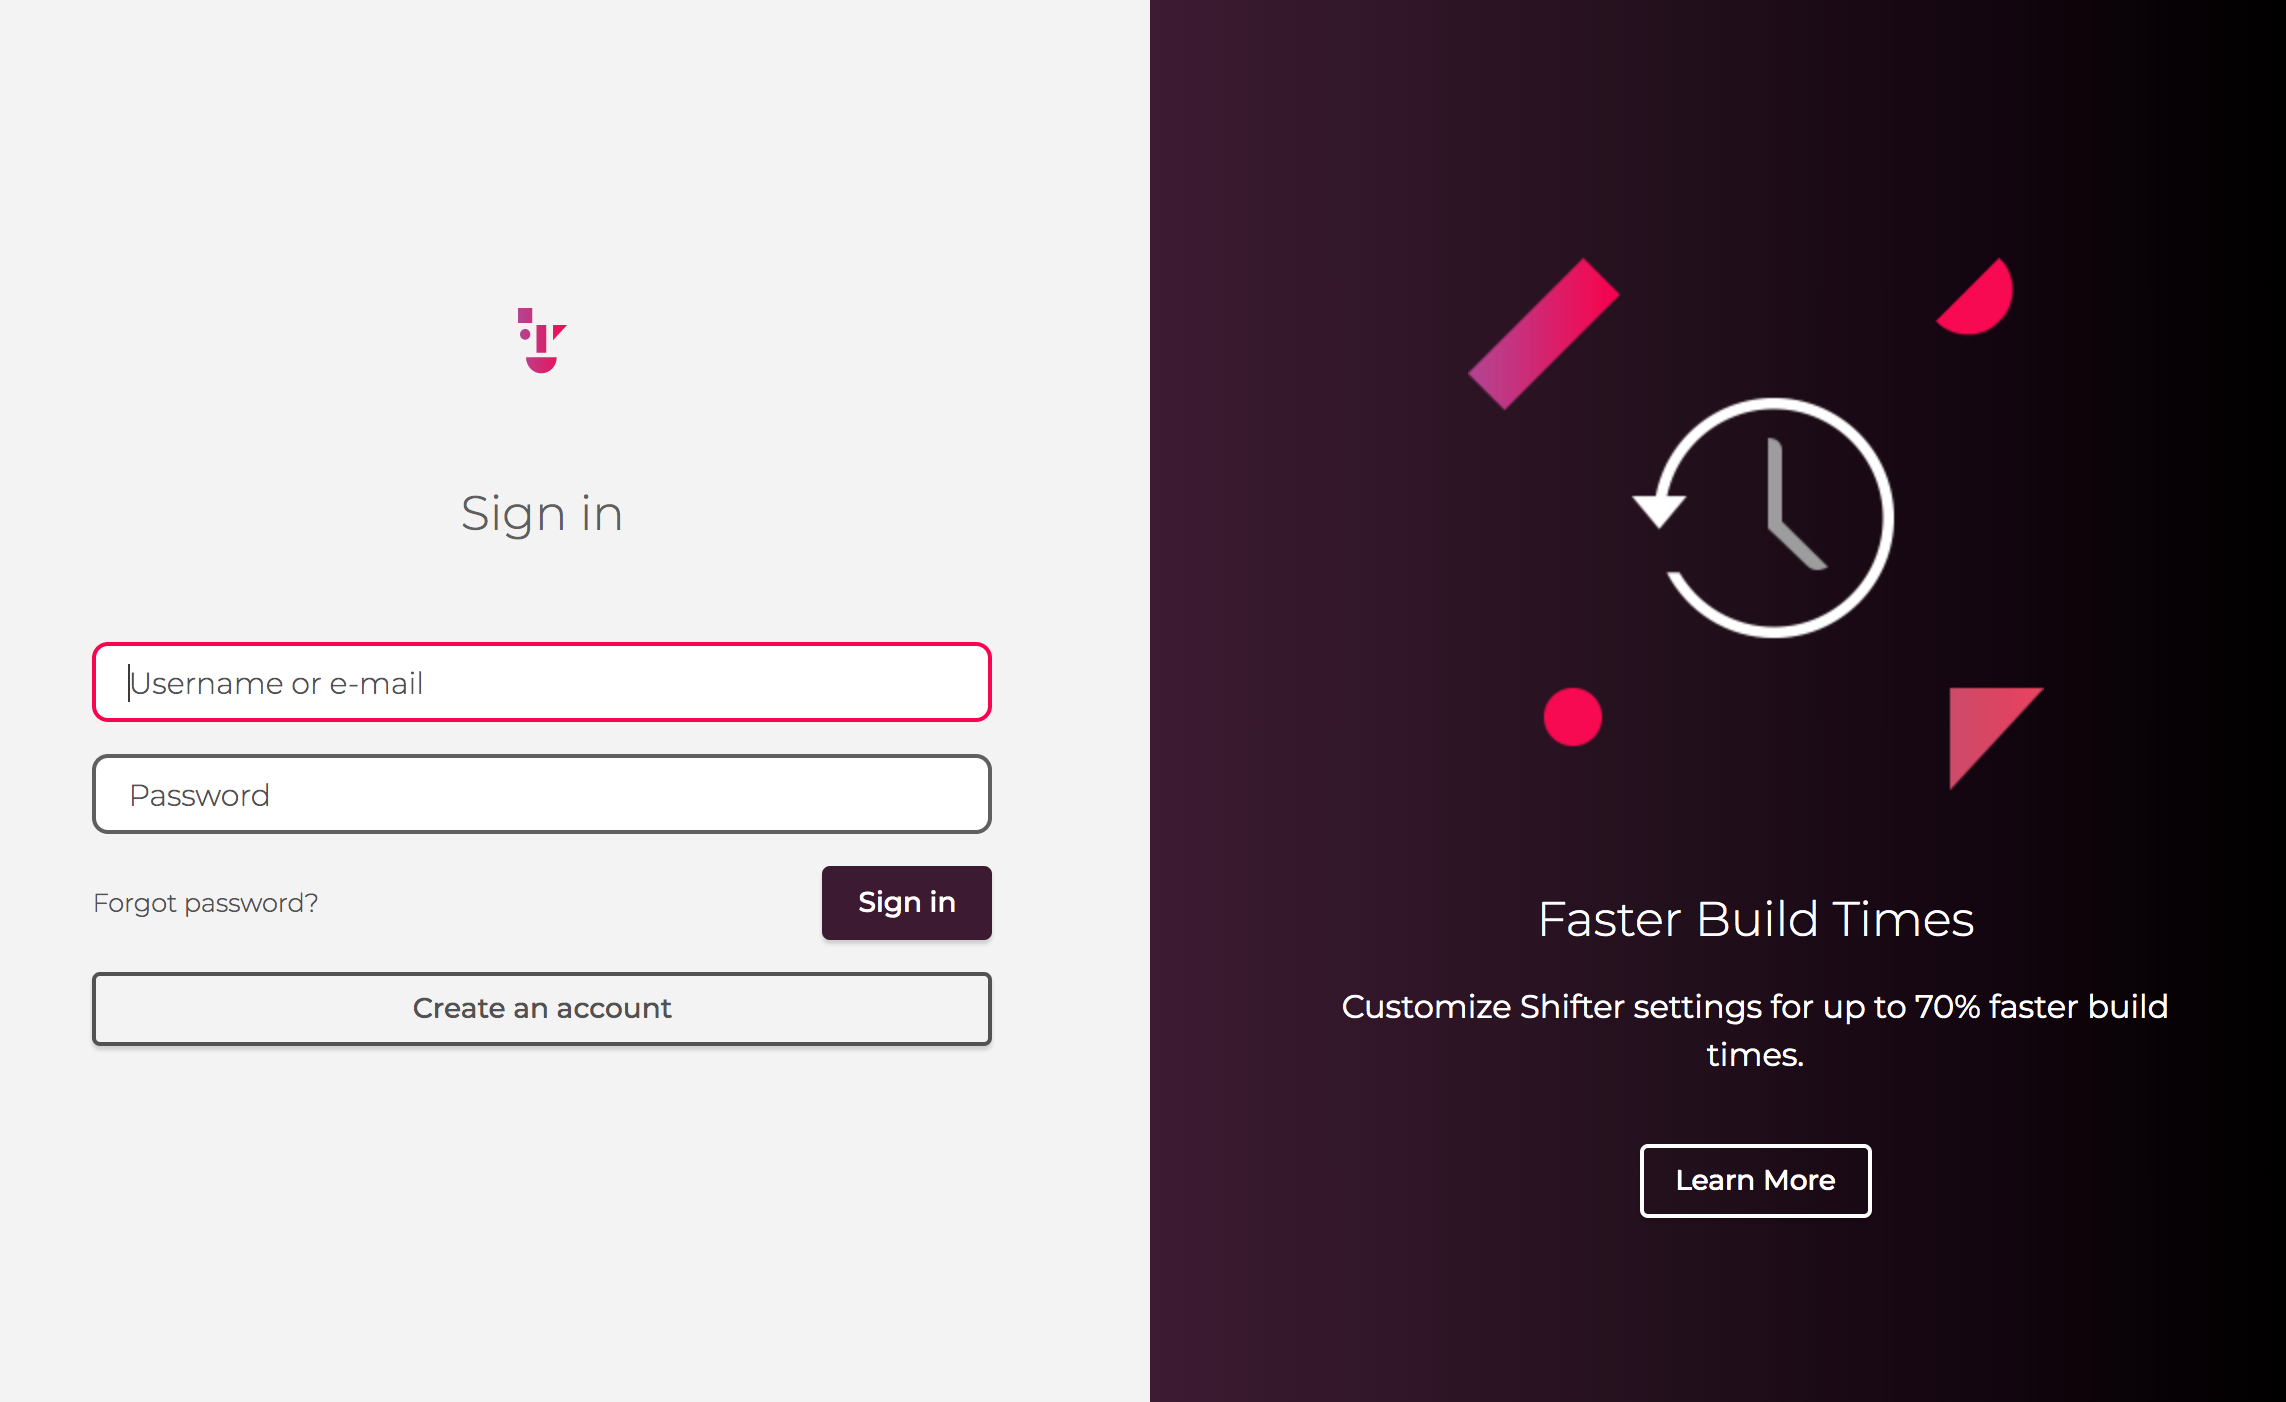 Sign in
Username or e-mail
Password
Forgot password?
Sign in
Create an account
Faster Build Times
Customize Shifter settings for up to 70% faster build
times.
Learn More